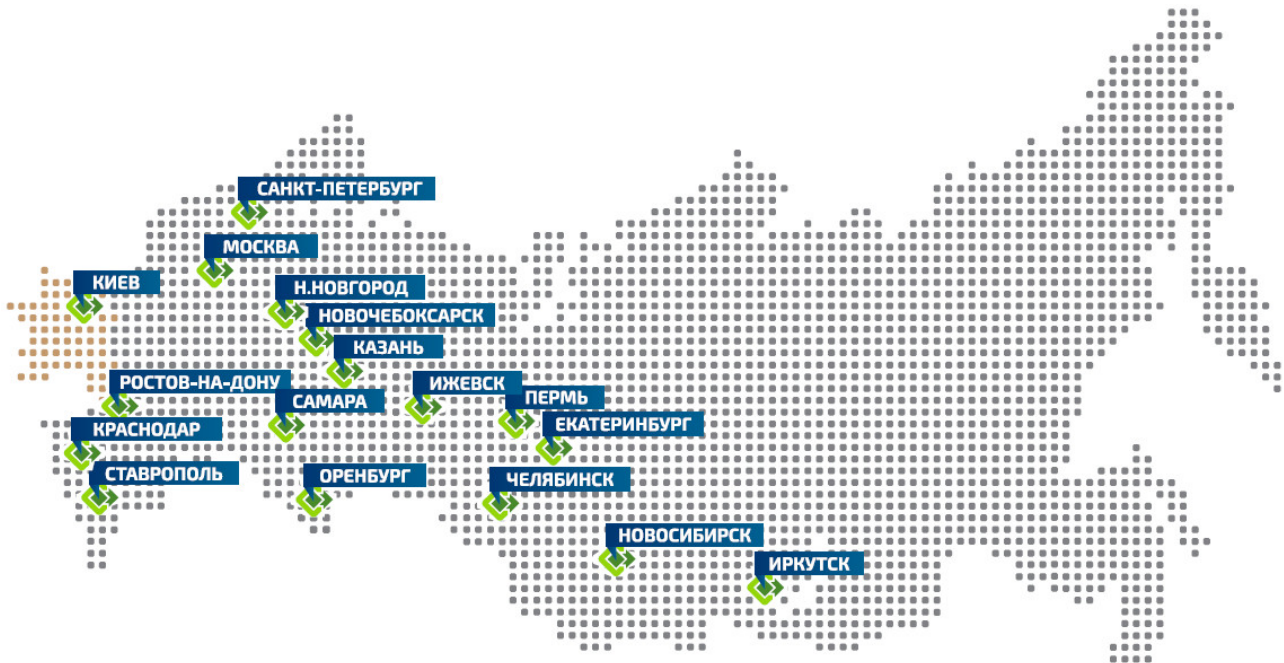 САНКТ-ПЕТЕРБУРГ
МОСКВА
КИЕВ
Н.НОВГОРОД
НОВОЧЕБОКСАРСК
КАЗАНЬ
РОСТОВ-НА-ДОНУ
ИЖЕВСК
САМАРА
ПЕРМЬ
КРАСНОДАР
ЕКАТЕРИНБУРГ
СТАВРОПОЛЬ
ОРЕНБУРГ
ЧЕЛЯБИНСК
НОВОСИБИРСК
ИРКУТСК